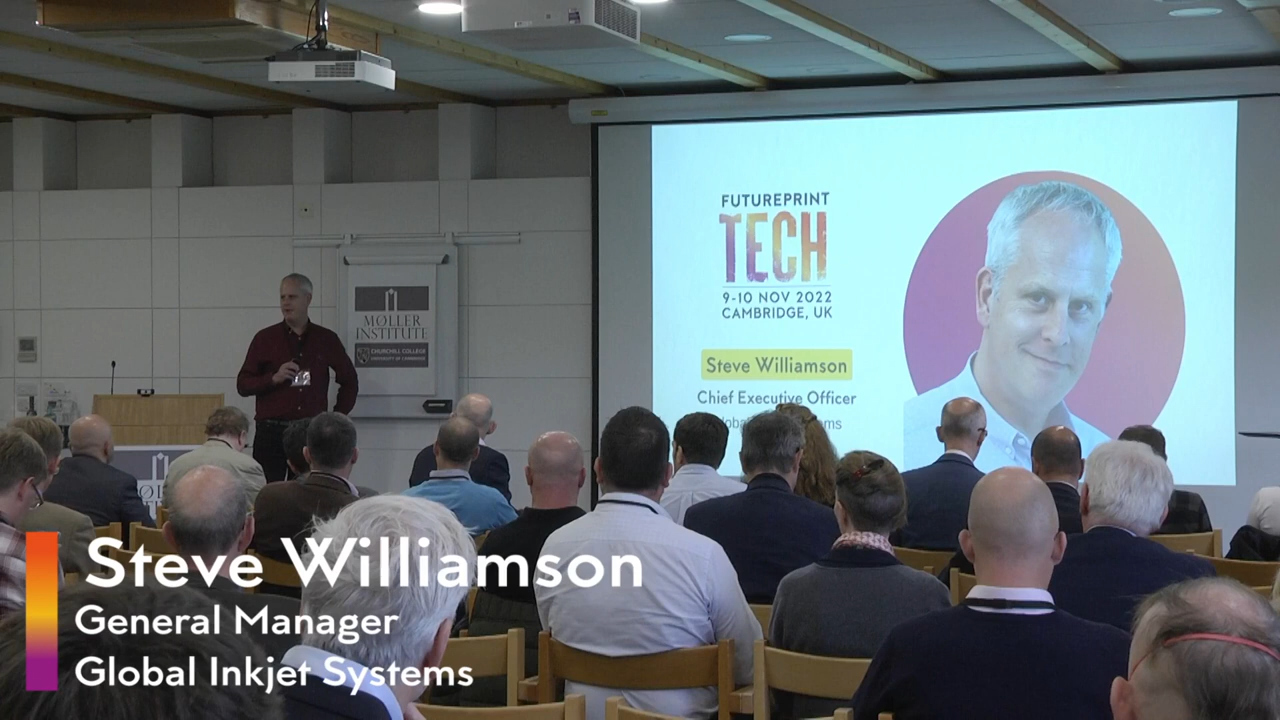 FUTUREPRINT
TECH
9-10 NOV 2022
CAMBRIDGE, UK
Steve Williamson
Chief Executive Officer
MØLLER
INSTITUTE
CHURCHILL COLLEGE
UNIVERSITY OF CAMBRIDGE
Steve Williamson
General Manager
Global Inkjet Systems